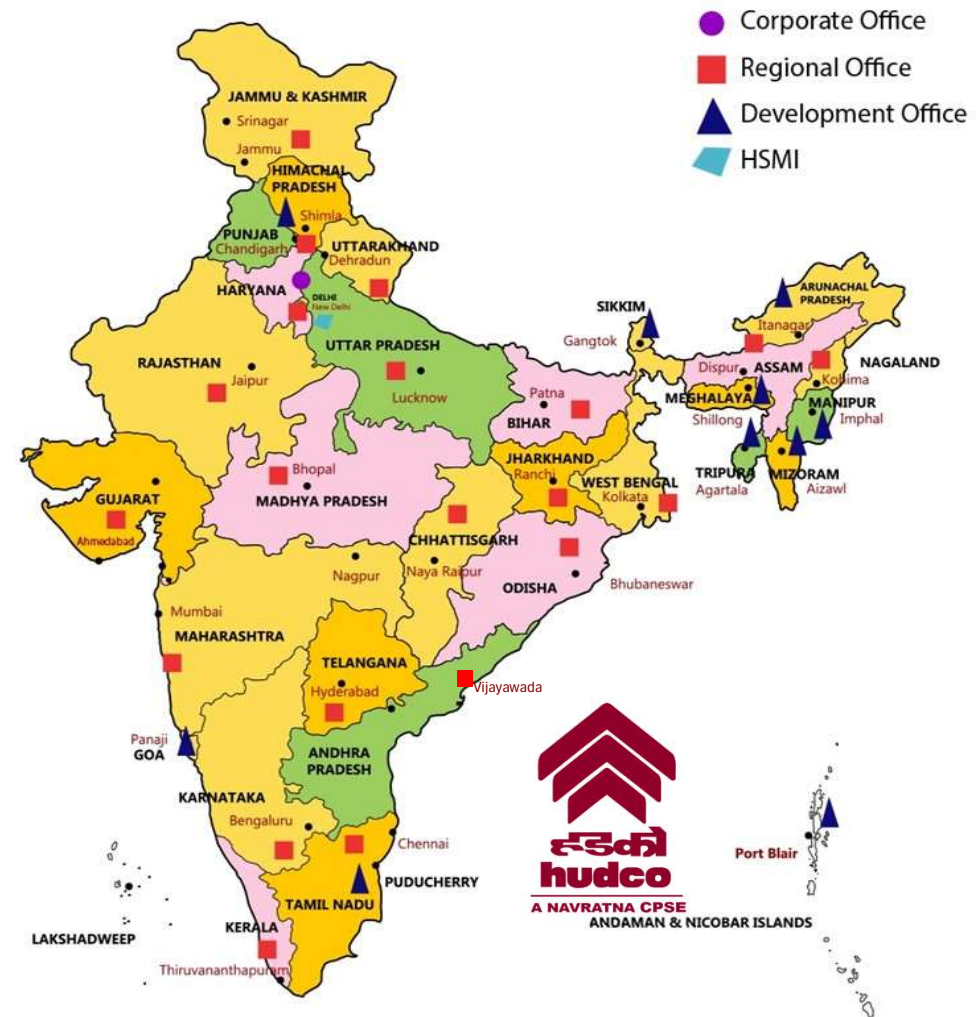 Corporate Office
Regional Office
Development Office
HSMI
JAMMU & KASHMIR
Srinagar
Jammu
HIMACHAL
PRADESH
Shimla
PUNJAB
Chandigarh
UTTARAKHAND
Dehradun
HARYANA
DELHI
New Delhi
UTTAR PRADESH
Lucknow
RAJASTHAN
Jaipur
SIKKIM
Gangtok
ARUNACHAL
PRADESH
Itanagar
Dispur
ASSAM
NAGALAND
Kohima
MEGHALAYA
Shillong
MANIPUR
Imphal
TRIPURA
Agartala
MIZORAM
Aizawl
Patna
BIHAR
JHARKHAND
Ranchi
WEST BENGAL
Kolkata
Bhopal
MADHYA PRADESH
GUJARAT
Ahmedabad
CHHATTISGARH
Naya Raipur
ODISHA
Bhubaneswar
Nagpur
Mumbai
MAHARASHTRA
TELANGANA
Hyderabad
Vijayawada
Panaji
GOA
ANDHRA
PRADESH
KARNATAKA
Bengaluru
Chennai
PUDUCHERRY
TAMIL NADU
KERALA
Thiruvananthapuram
LAKSHADWEEP
हडको
hudco
A NAVRATNA CPSE
Port Blair
ANDAMAN & NICOBAR ISLANDS